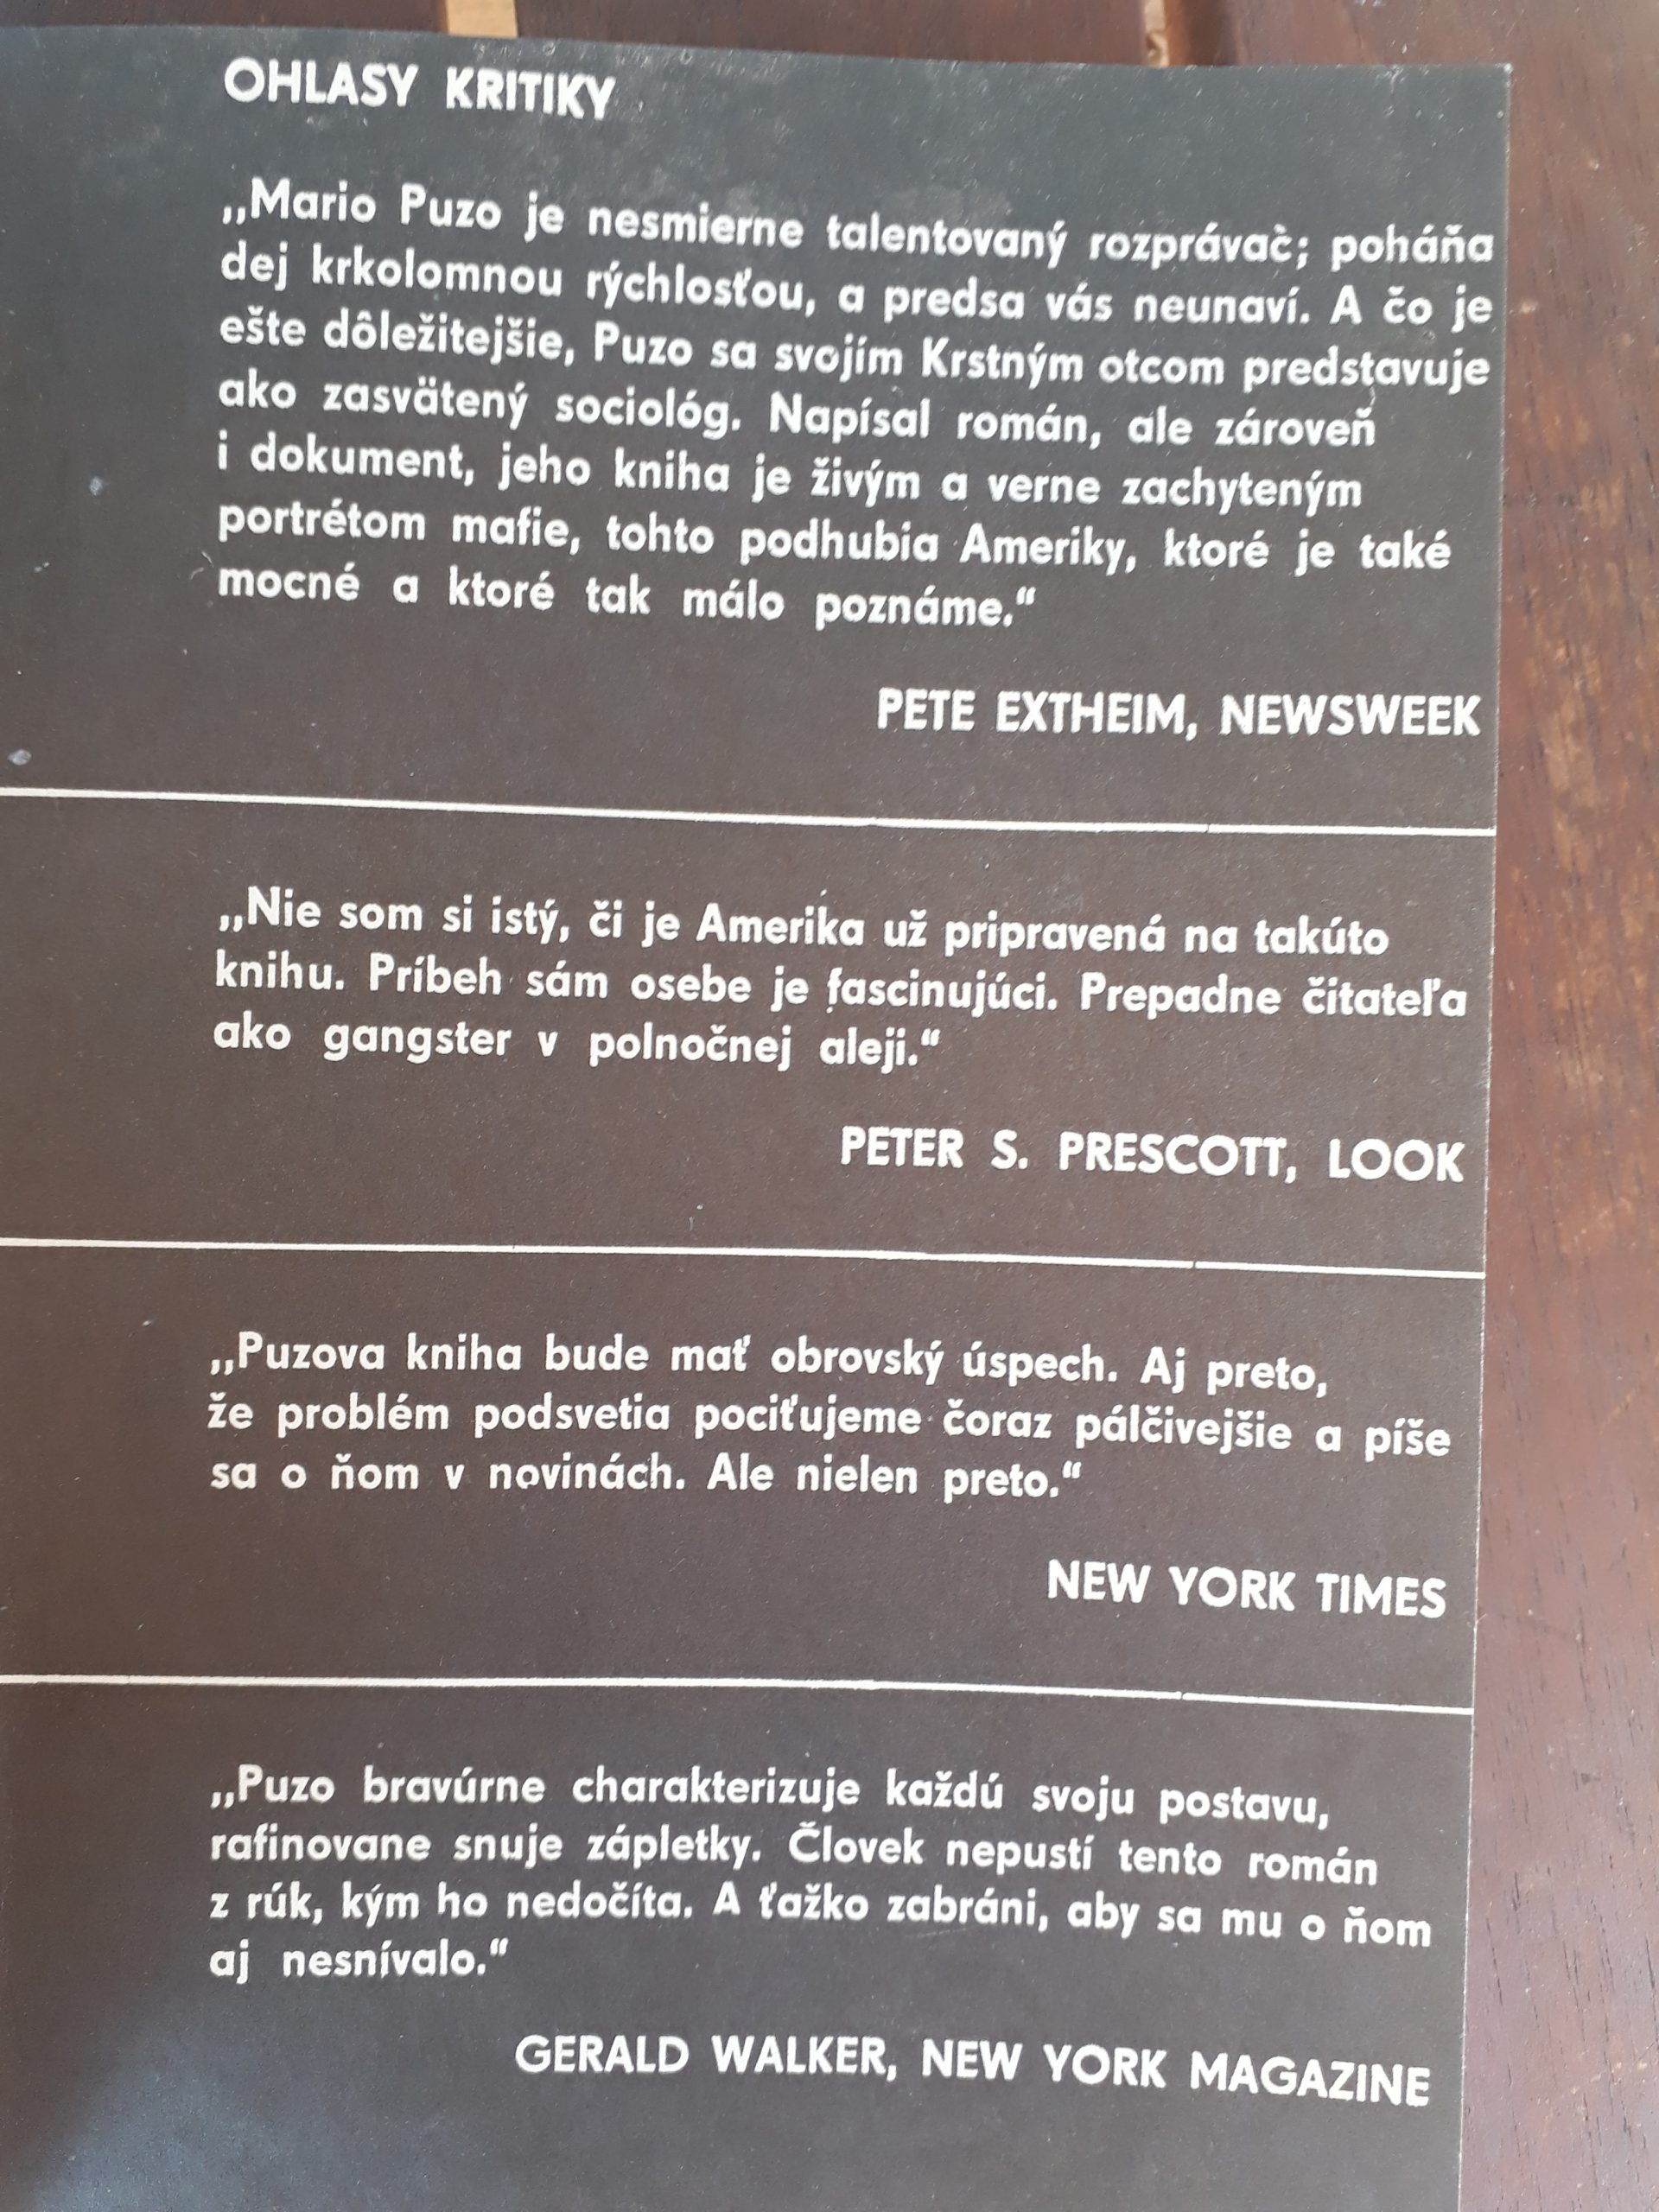 OHLASY KRITIKY
„Mario Puzo je nesmierne talentovaný rozprávač; poháňa
dej krkolomnou rýchlosťou, a predsa vás neunaví. A čo je
ešte dôležitejšie, Puzo sa svojím Krstným otcom predstavuje
ako zasvätený sociológ. Napísal román, ale zároveň
i dokument, jeho kniha je živým a verne zachyteným
portrétom mafie, tohto podhubia Ameriky, ktoré je také
mocné a ktoré tak málo poznáme.“
PETE EXTHEIM, NEWSWEEK
„Nie som si istý, či je Amerika už pripravená na takúto
knihu. Príbeh sám osebe je fascinujúci. Prepadne čitateľa
ako gangster v polnočnej aleji.“
PETER S. PRESCOTT, LOOK
„Puzova kniha bude mať obrovský úspech. Aj preto,
že problém podsvetia pociťujeme čoraz pálčivejšie a píše
sa o ňom v novinách. Ale nielen preto.“
NEW YORK TIMES
„Puzo bravúrne charakterizuje každú svoju postavu,
rafinovane snuje zápletky. Človek nepustí tento román
z rúk, kým ho nedočíta. A ťažko zabráni, aby sa mu o ňom
aj nesnívalo.“
GERALD WALKER, NEW YORK MAGAZINE